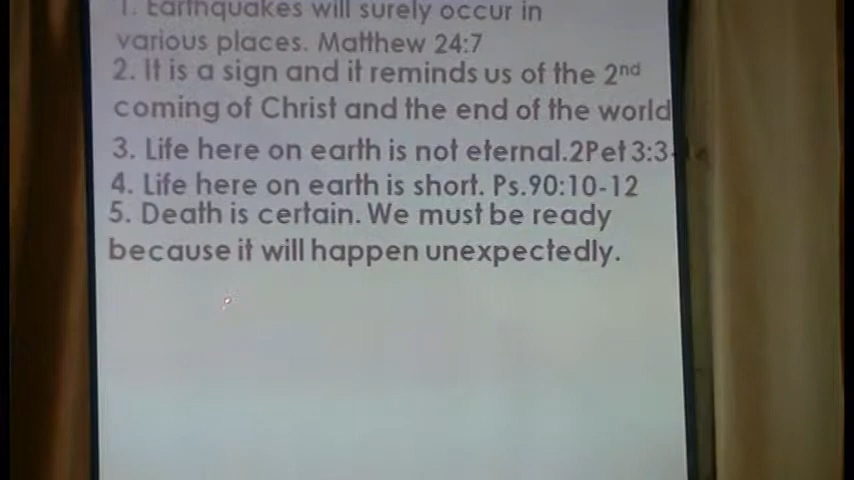 1. Earthquakes will surely occur in
various places. Matthew 24:7
2. It is a sign and it reminds us of the 2nd
coming of Christ and the end of the world
3. Life here on earth is not eternal.2Pet 3:3-
4. Life here on earth is short. Ps.90:10-12
5. Death is certain. We must be ready
because it will happen unexpectedly.